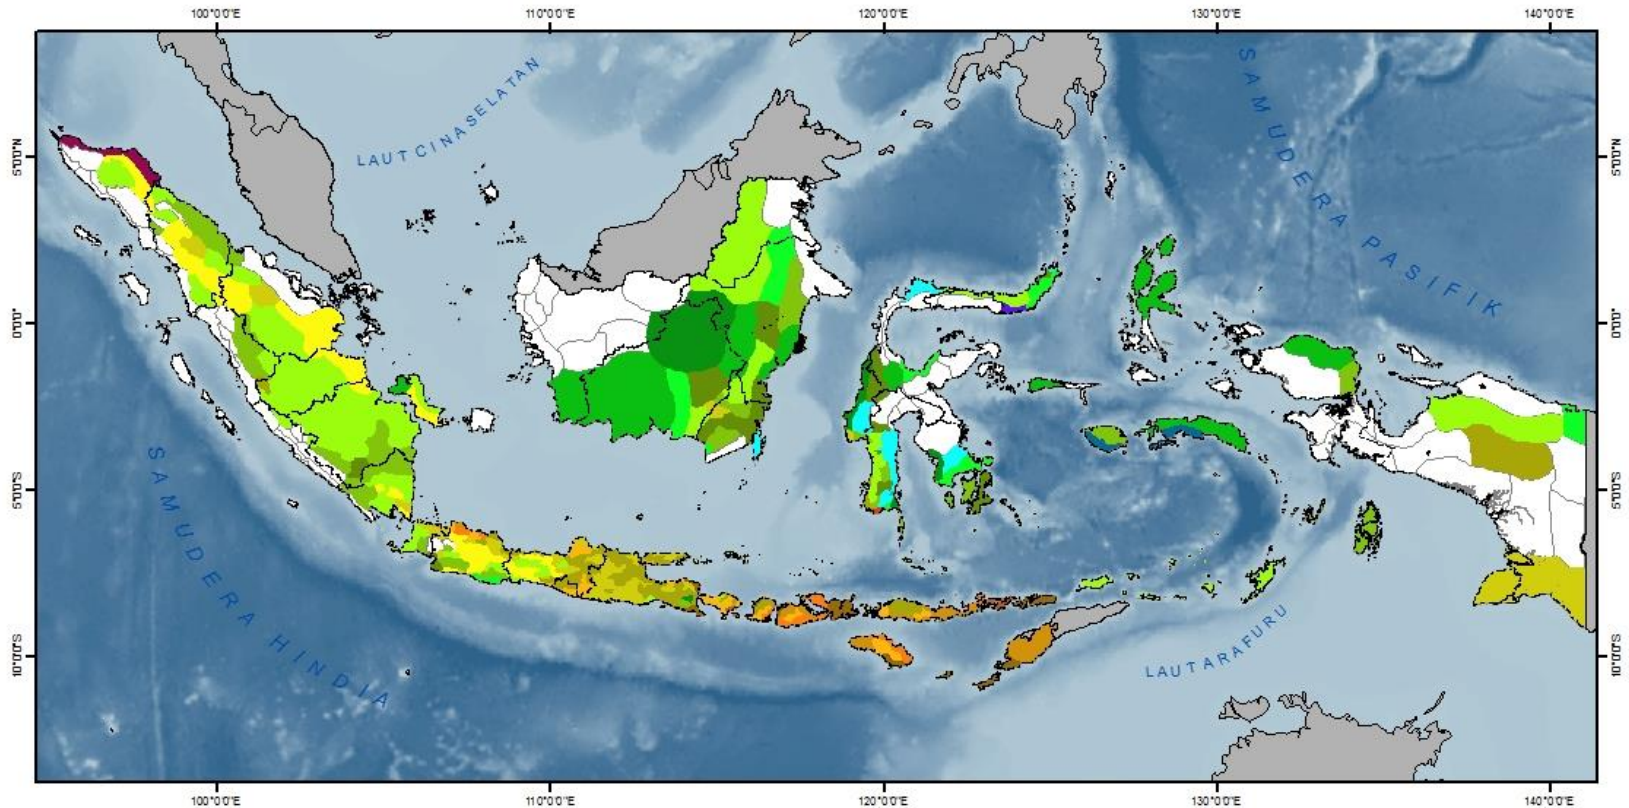 100°0'0"E 110°0'0"E 120°0'0"E 130°0'0"E 140°0'0"E
5°0'0"N 5°0'0"N
LAUT CINA SELATAN
SAMUDERA PASIFIK
0°0'0" 0°0'0"
5°0'0"S 5°0'0"S
SAMUDERA HINDIA
10°0'0"S 10°0'0"S
LAUT ARAFURU
100°0'0"E 110°0'0"E 120°0'0"E 130°0'0"E 140°0'0"E